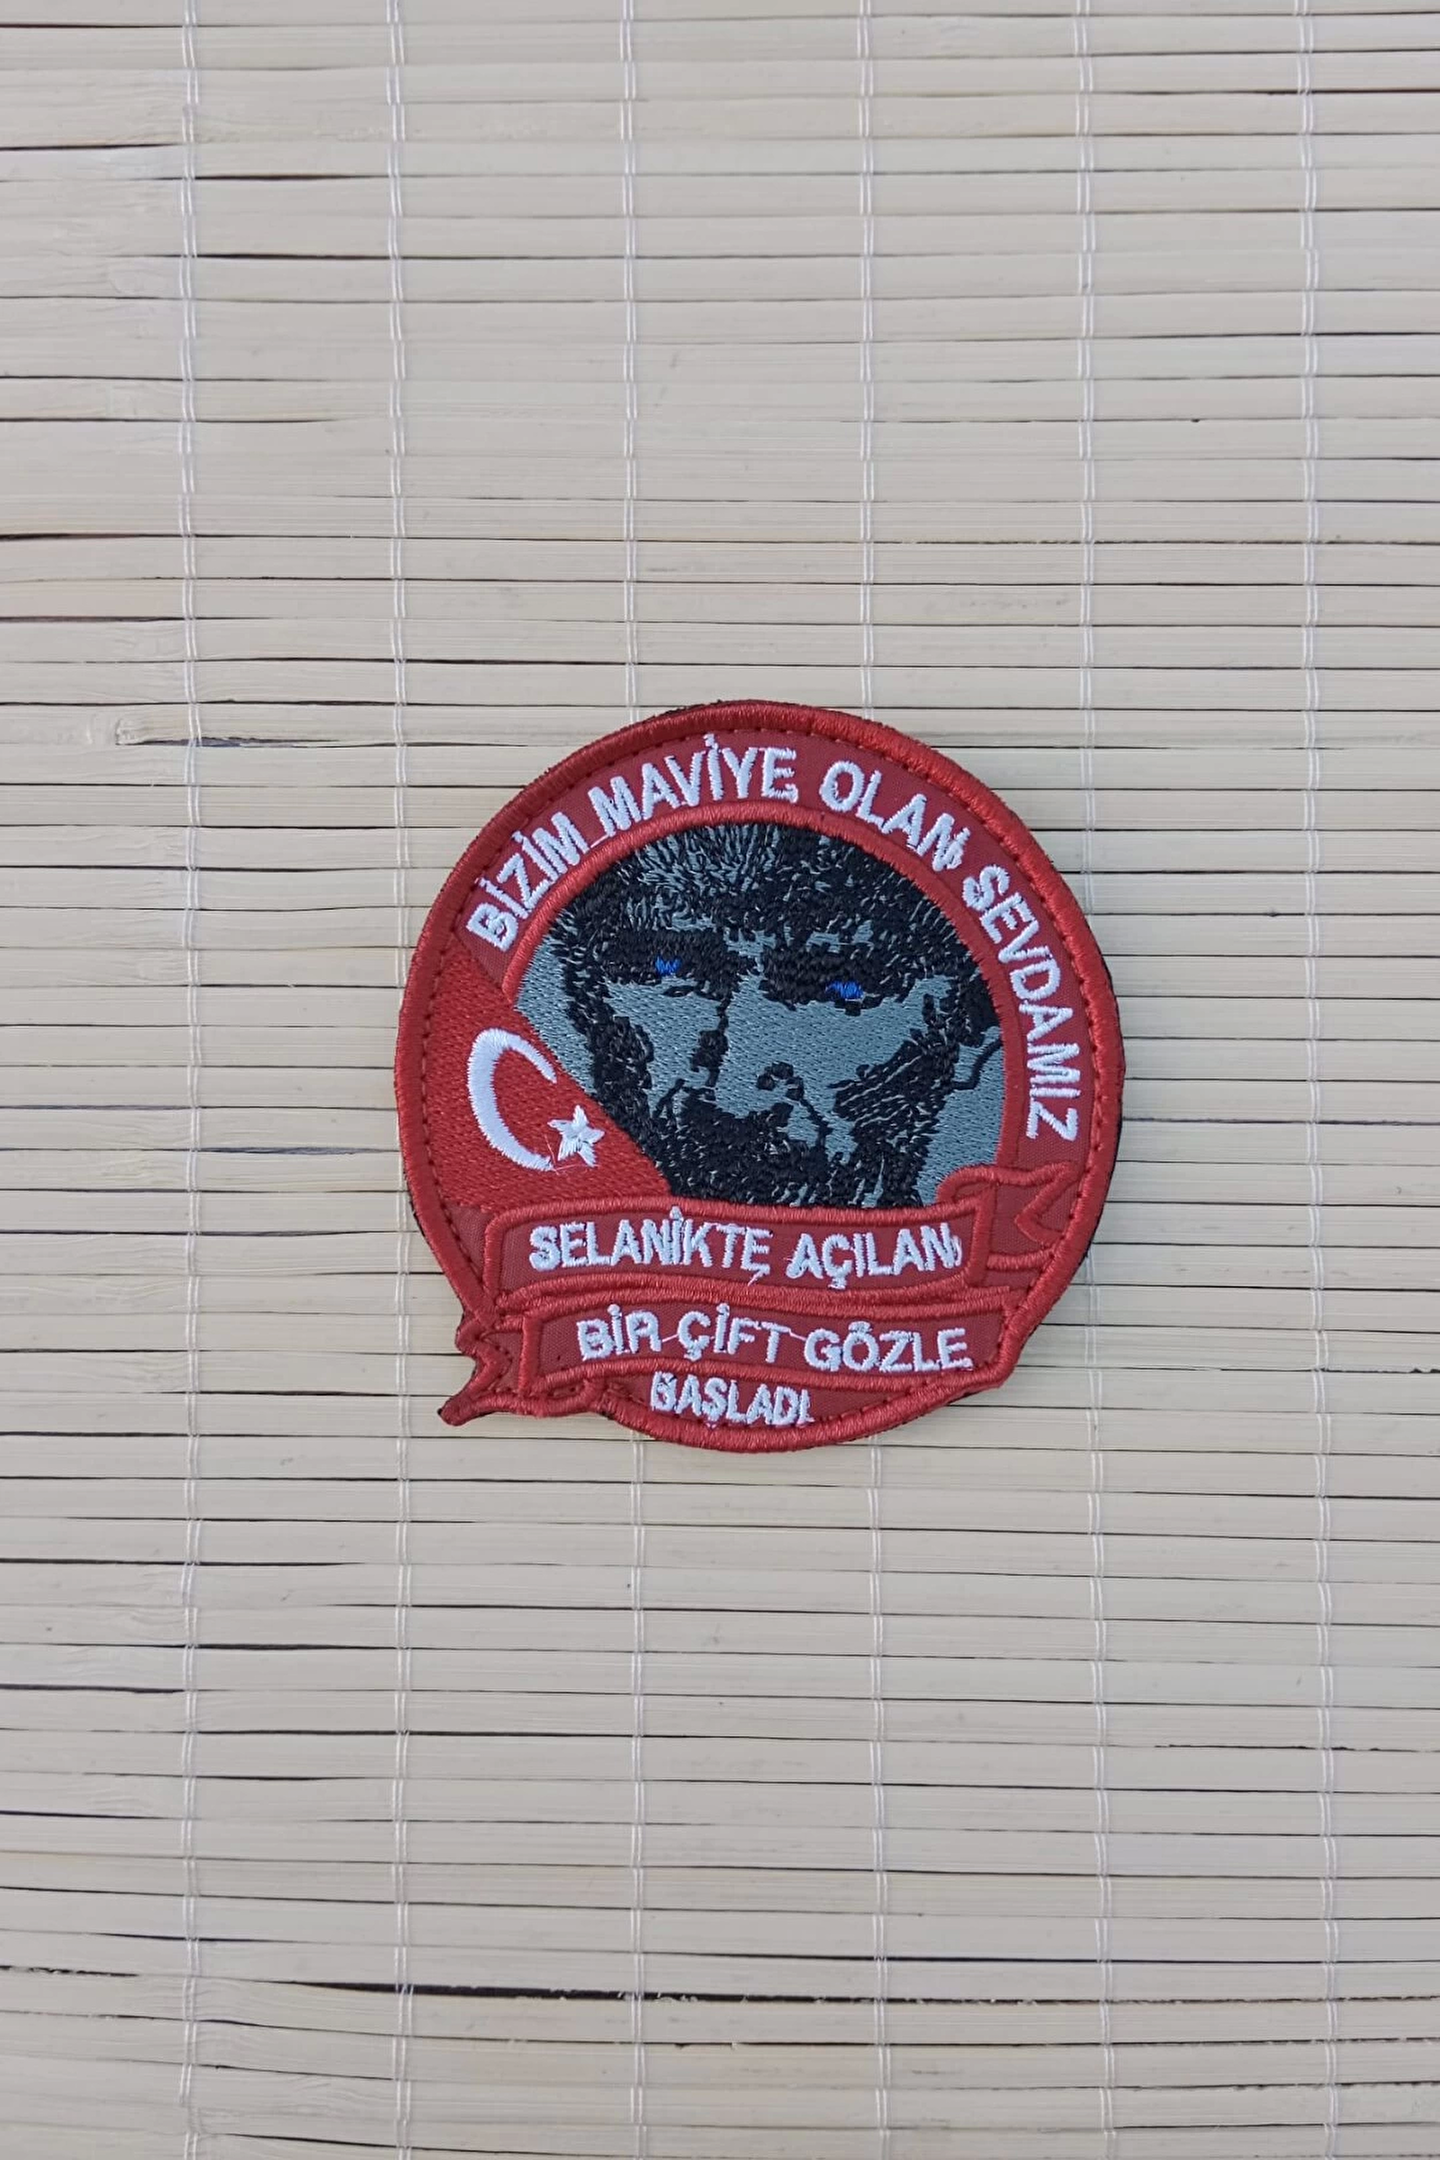 BİZİM MAVİYE OLAN SEVDAMIZ
SELANİKTE AÇILAN
BİR ÇİFT GÖZLE
BAŞLADI